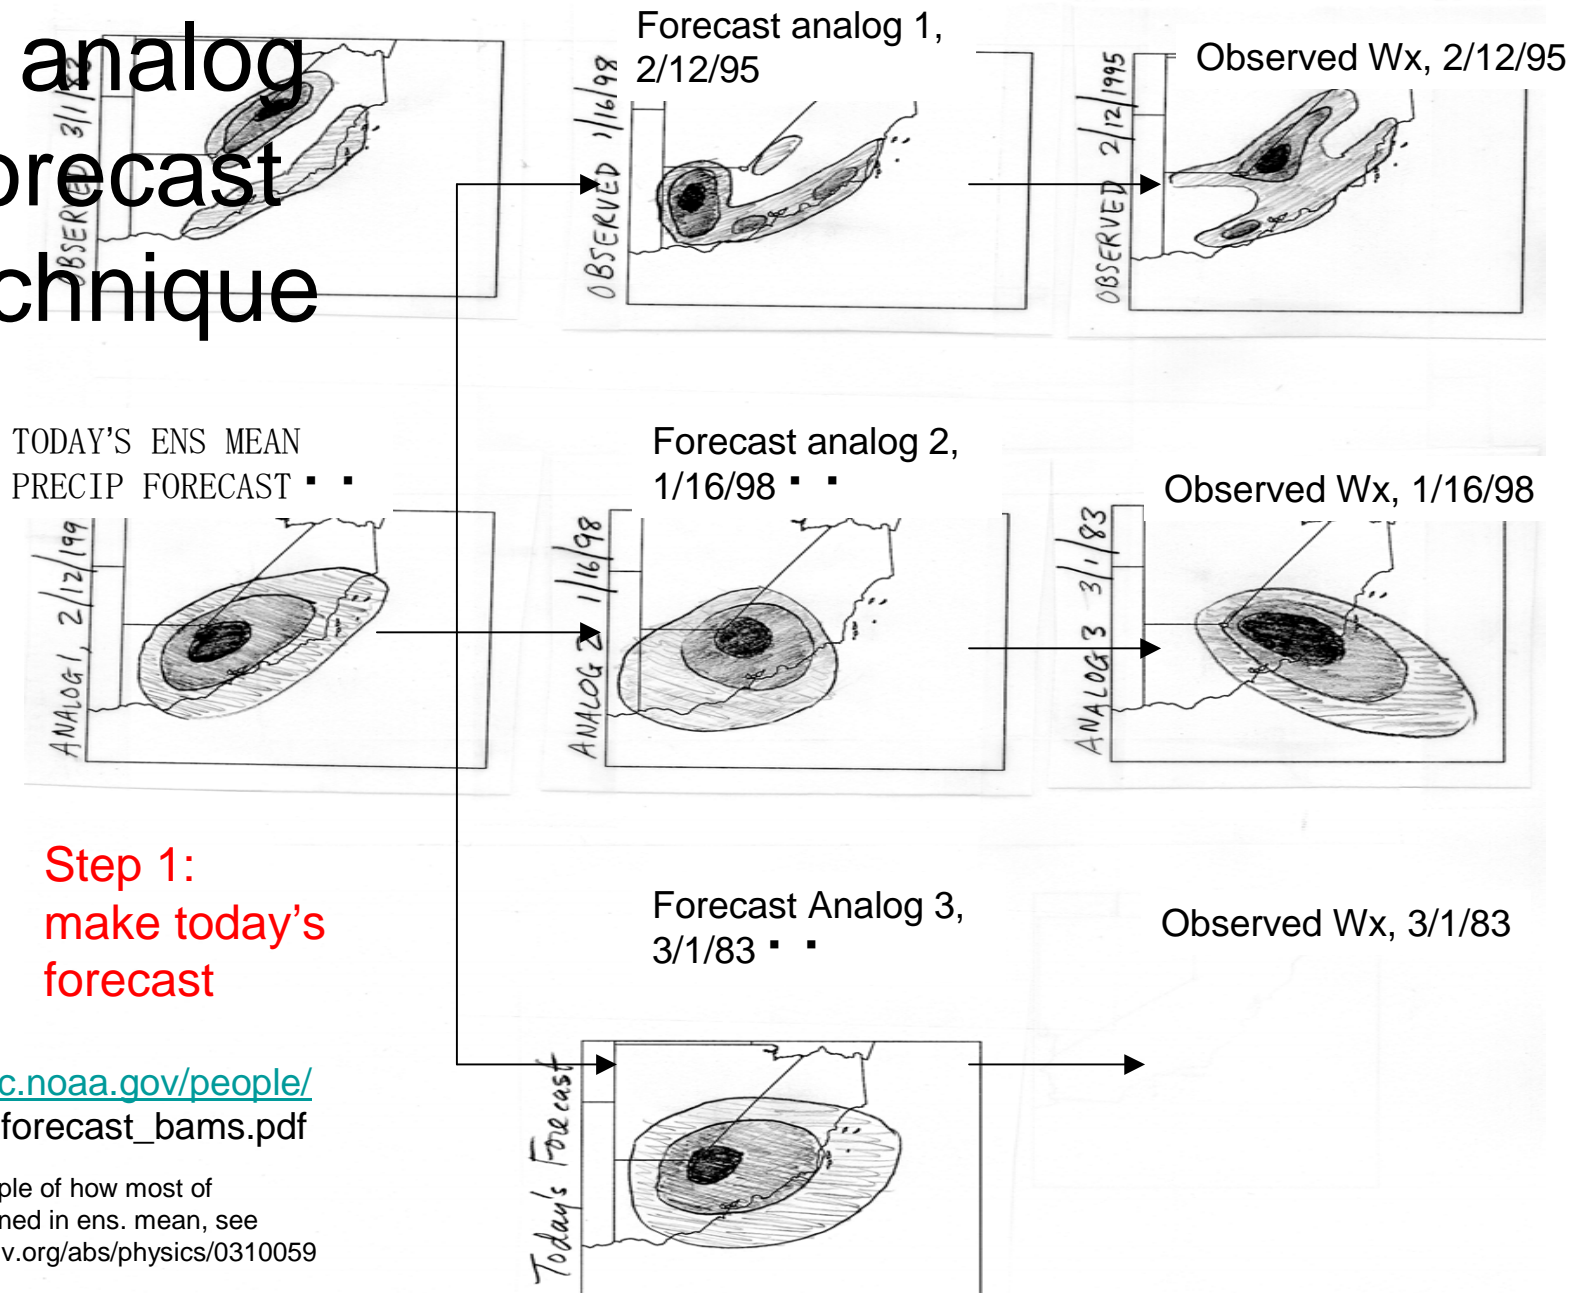 analog
orecast
chnique
OBSERVED 3/1/83
Forecast analog 1,
2/12/95
OBSERVED 1/16/98
Observed Wx, 2/12/95
OBSERVED 2/12/1995
TODAY'S ENS MEAN
PRECIP FORECAST ▪ ▪
ANALOG 1, 2/12/199
Forecast analog 2,
1/16/98 ▪ ▪
ANALOG 2 1/16/98
Observed Wx, 1/16/98
ANALOG 3 3/1/83
Step 1:
make today's
forecast
Forecast Analog 3,
3/1/83 ▪ ▪
Today's Forecast
Observed Wx, 3/1/83
c.noaa.gov/people/
forecast_bams.pdf
ple of how most of
ned in ens. mean, see
v.org/abs/physics/0310059